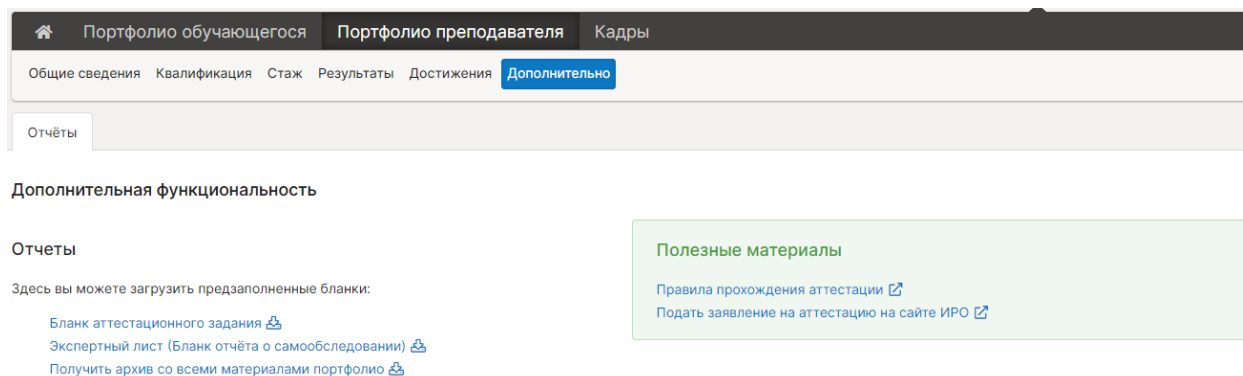 Портфолио обучающегося Портфолио преподавателя Кадры
Общие сведения Квалификация Стаж Результаты Достижения Дополнительно
Отчёты
Дополнительная функциональность
Отчеты
Здесь вы можете загрузить предзаполненные бланки:
Бланк аттестационного задания
Экспертный лист (Бланк отчёта о самообследовании)
Получить архив со всеми материалами портфолио
Полезные материалы
Правила прохождения аттестации
Подать заявление на аттестацию на сайте ИРО